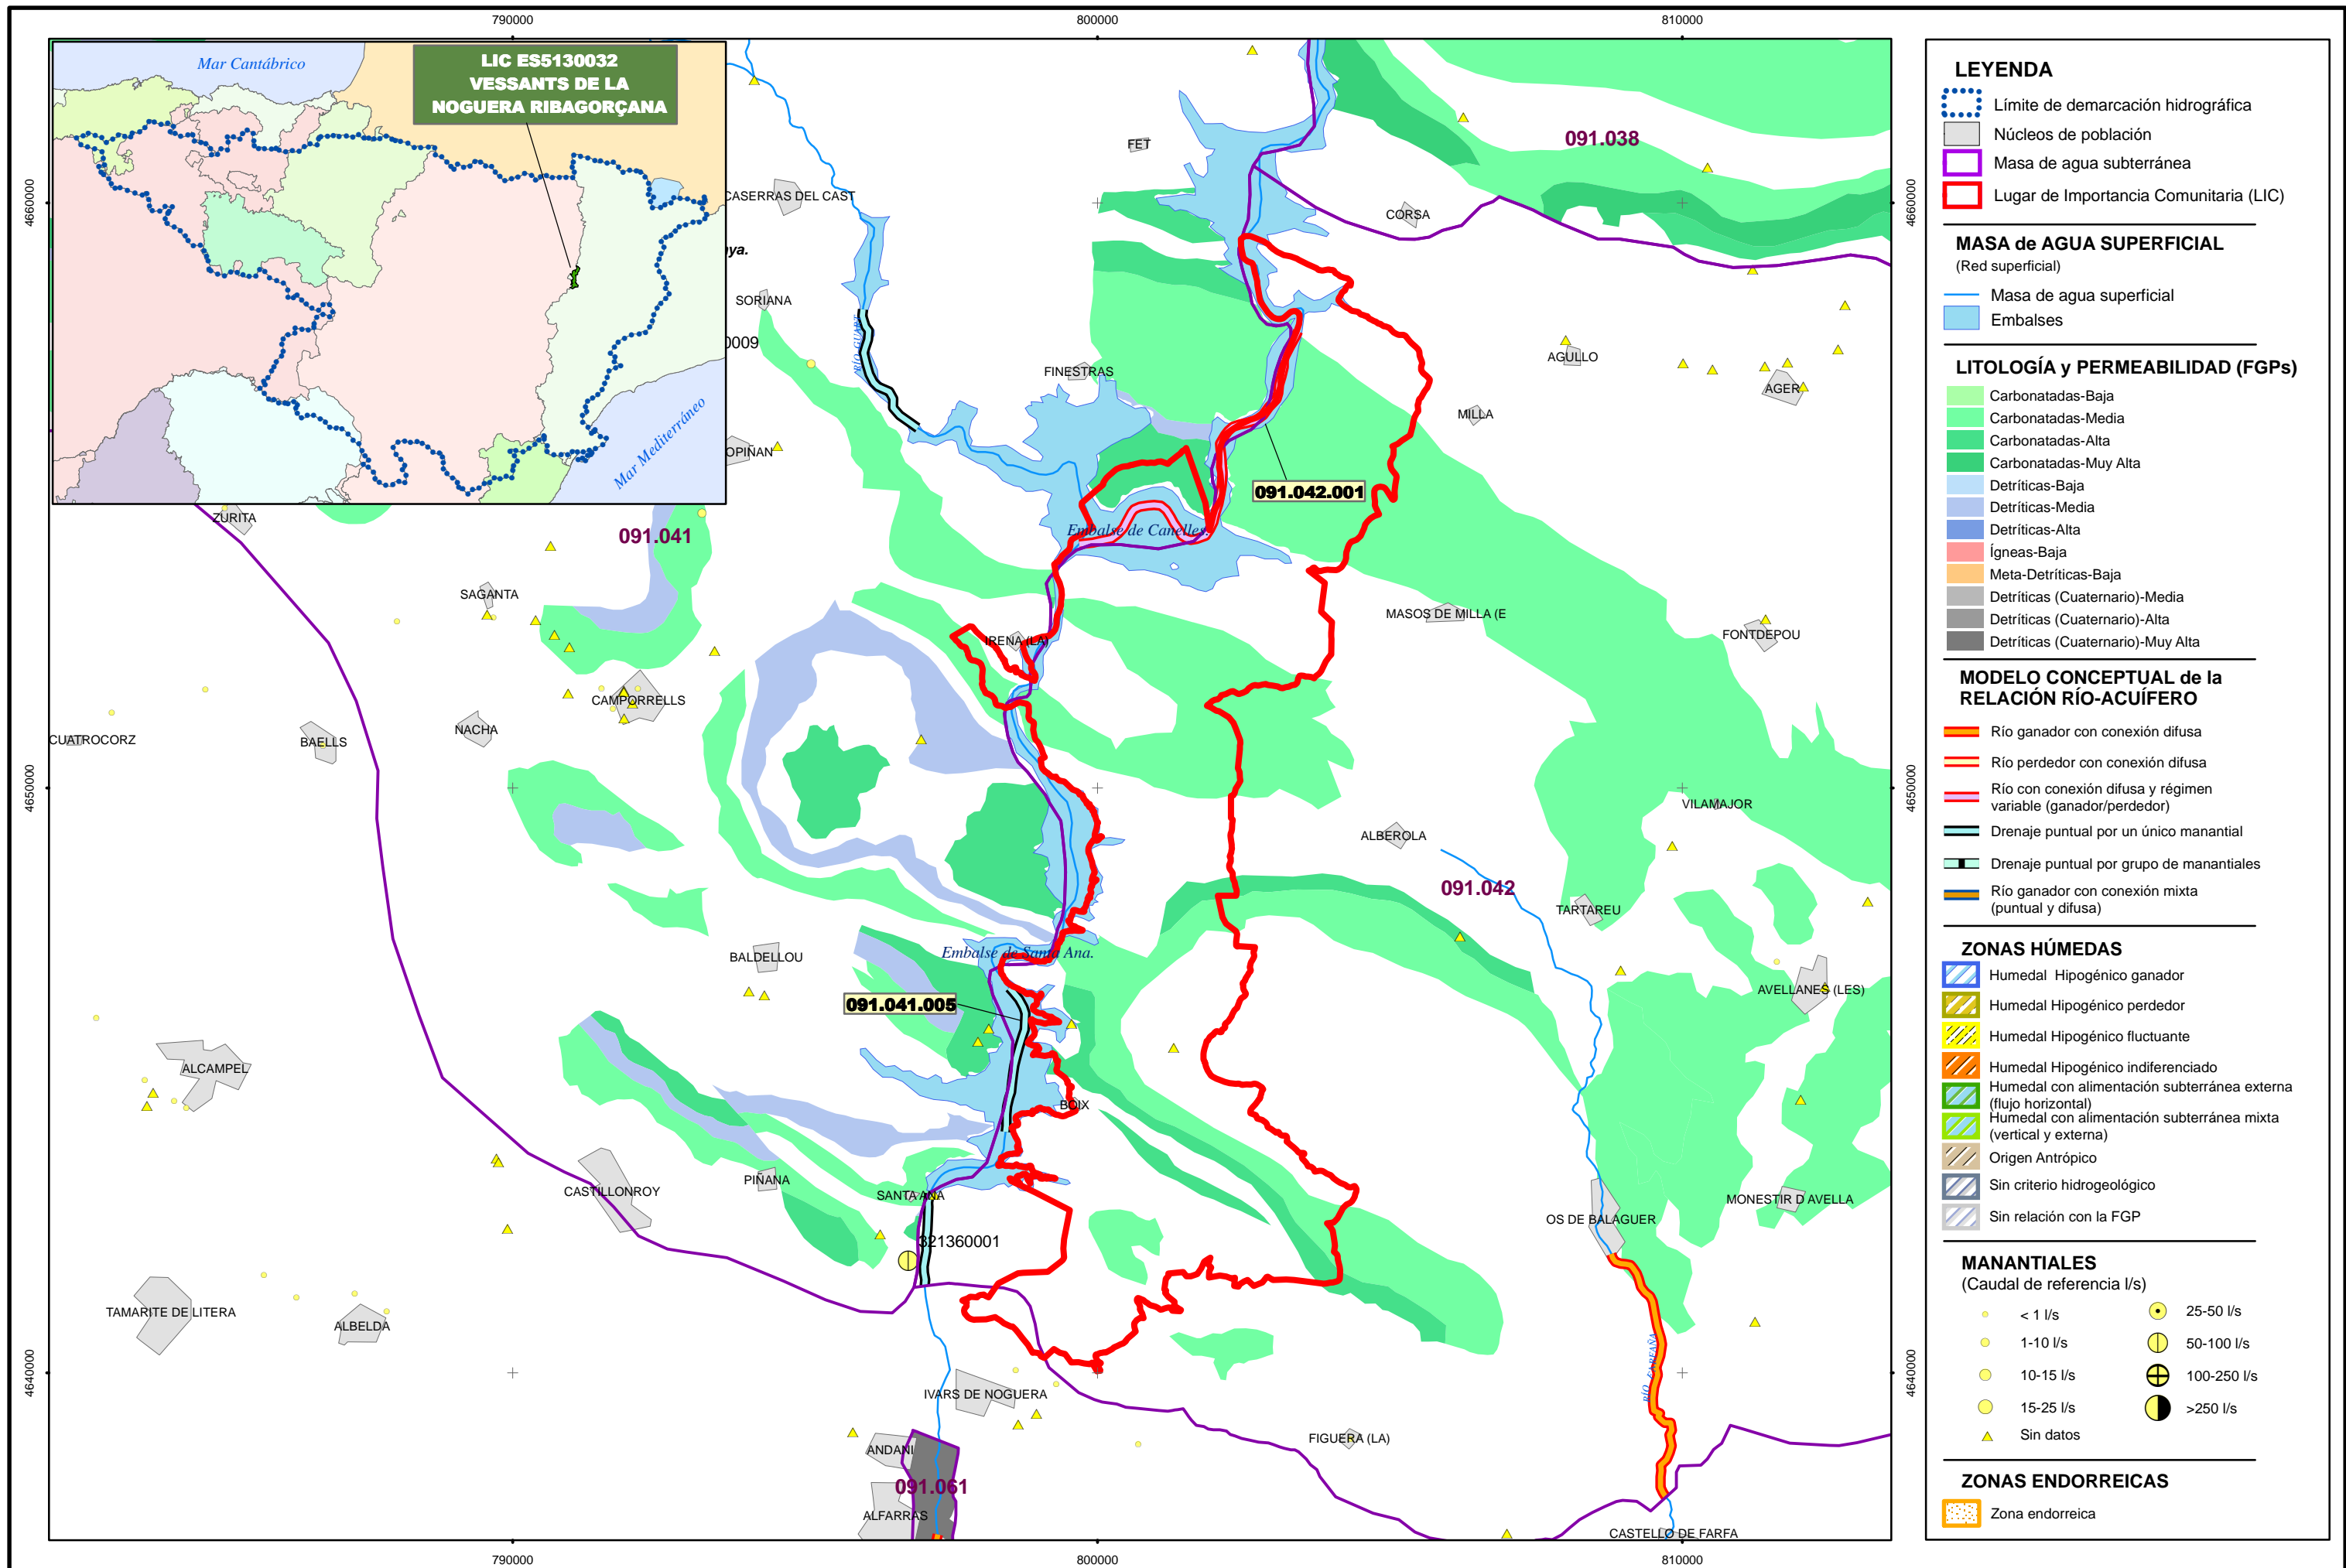 790000
800000
810000
4660000
4650000
4640000
4660000
4650000
4640000
790000
800000
810000
Mar Cantábrico
LIC ES5130032
VESSANTS DE LA
NOGUERA RIBAGORÇANA
Mar Mediterráneo
FET
091.038
CASERRAS DEL CAST
CORSA
ya.
SORIANA
0009
RÍO GUART
FINESTRAS
AGULLO
AGER
MILLA
OPIÑAN
091.042.001
ZURITA
091.041
Embalse de Canelles.
SAGANTA
MASOS DE MILLA (E
IRENA (LA)
FONTDEPOU
CAMPORRELLS
CUATROCORZ
BAELLS
NACHA
VILAMAJOR
ALBEROLA
091.042
TARTAREU
BALDELLOU
Embalse de Santa Ana.
091.041.005
AVELLANES (LES)
ALCAMPEL
BOIX
CASTILLONROY
PIÑANA
SANTA ANA
MONESTIR D AVELLA
OS DE BALAGUER
321360001
TAMARITE DE LITERA
ALBELDA
RÍO FARFAÑA
IVARS DE NOGUERA
ANDANI
FIGUERA (LA)
091.061
ALFARRAS
CASTELLO DE FARFA
LEYENDA
Límite de demarcación hidrográfica
Núcleos de población
Masa de agua subterránea
Lugar de Importancia Comunitaria (LIC)
MASA de AGUA SUPERFICIAL
(Red superficial)
Masa de agua superficial
Embalses
LITOLOGÍA y PERMEABILIDAD (FGPs)
Carbonatadas-Baja
Carbonatadas-Media
Carbonatadas-Alta
Carbonatadas-Muy Alta
Detríticas-Baja
Detríticas-Media
Detríticas-Alta
Ígneas-Baja
Meta-Detríticas-Baja
Detríticas (Cuaternario)-Media
Detríticas (Cuaternario)-Alta
Detríticas (Cuaternario)-Muy Alta
MODELO CONCEPTUAL de la
RELACIÓN RÍO-ACUÍFERO
Río ganador con conexión difusa
Río perdedor con conexión difusa
Río con conexión difusa y régimen
variable (ganador/perdedor)
Drenaje puntual por un único manantial
Drenaje puntual por grupo de manantiales
Río ganador con conexión mixta
(puntual y difusa)
ZONAS HÚMEDAS
Humedal Hipogénico ganador
Humedal Hipogénico perdedor
Humedal Hipogénico fluctuante
Humedal Hipogénico indiferenciado
Humedal con alimentación subterránea externa
(flujo horizontal)
Humedal con alimentación subterránea mixta
(vertical y externa)
Origen Antrópico
Sin criterio hidrogeológico
Sin relación con la FGP
MANANTIALES
(Caudal de referencia l/s)
< 1 l/s
25-50 l/s
1-10 l/s
50-100 l/s
10-15 l/s
100-250 l/s
15-25 l/s
>250 l/s
Sin datos
ZONAS ENDORREICAS
Zona endorreica